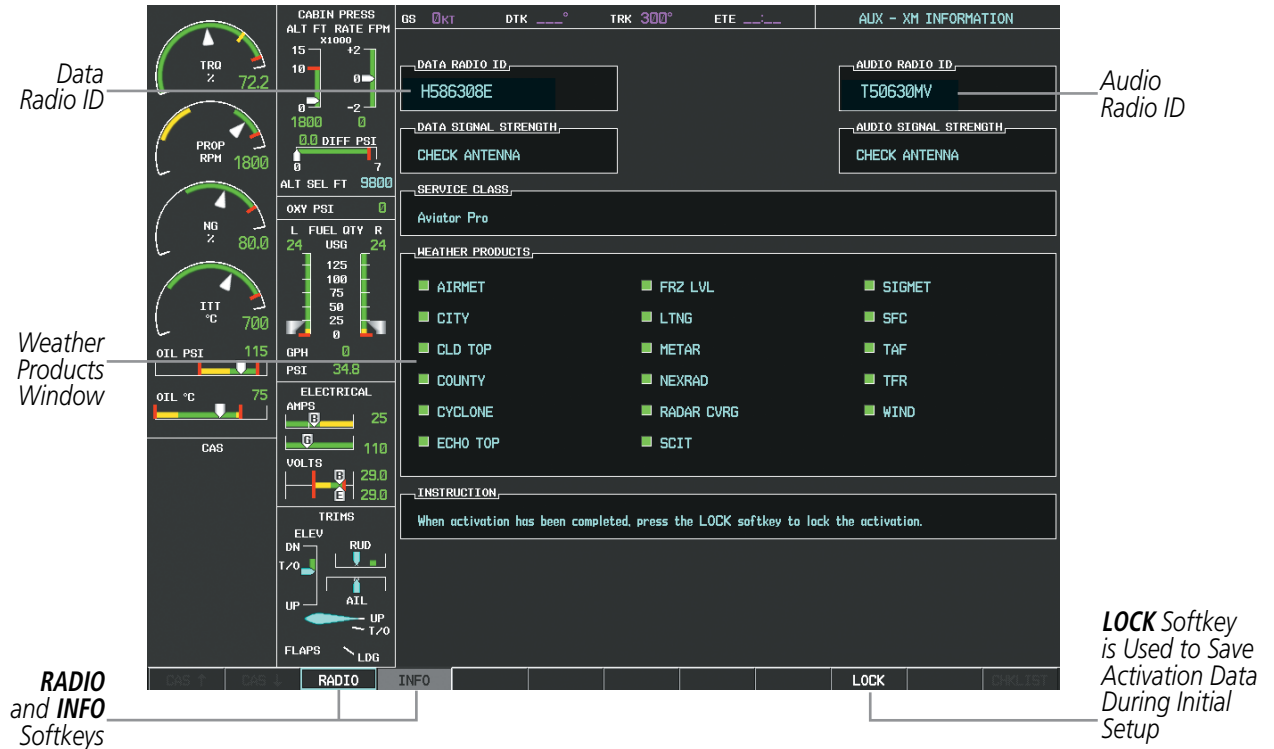 GS 0KT DTK ___° TRK 300° ETE __:__ AUX - XM INFORMATION
TRQ
%
72.2
PROP
RPM
1800
NG
%
80.0
ITT
°C
700
OIL PSI 115
OIL °C 75
CAS
CABIN PRESS
ALT FT RATE FPM
X1000
15 +2
10 0
0 -2
1800 0
0.0 DIFF PSI
0 7
ALT SEL FT 9800
OXY PSI 0
L FUEL QTY R
24 USG 24
125
100
75
50
25
0
GPH 0
PSI 34.8
ELECTRICAL
AMPS
B 25
G 110
VOLTS
B 29.0
E 29.0
TRIMS
ELEV
DN RUD
T/O
UP AIL
UP
T/O
FLAPS LDG
DATA RADIO ID
H586308E
AUDIO RADIO ID
T50630MV
DATA SIGNAL STRENGTH
CHECK ANTENNA
AUDIO SIGNAL STRENGTH
CHECK ANTENNA
SERVICE CLASS
Aviator Pro
WEATHER PRODUCTS
AIRMET FRZ LVL SIGMET
CITY LTNG SFC
CLD TOP METAR TAF
COUNTY NEXRAD TFR
CYCLONE RADAR CVRG WIND
ECHO TOP SCIT
INSTRUCTION
When activation has been completed, press the LOCK softkey to lock the activation.
CAS ↑ CAS ↓ RADIO INFO LOCK CHKLIST
Data
Radio ID
Audio
Radio ID
Weather
Products
Window
RADIO
and INFO
Softkeys
LOCK Softkey
is Used to Save
Activation Data
During Initial
Setup